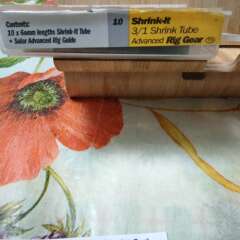 Contents:
10 x 6mm lengths Shrink-It Tube
+ Solar Advanced Rig Guide
10
Shrink-it
3/1 Shrink Tube
Advanced Rig Gear